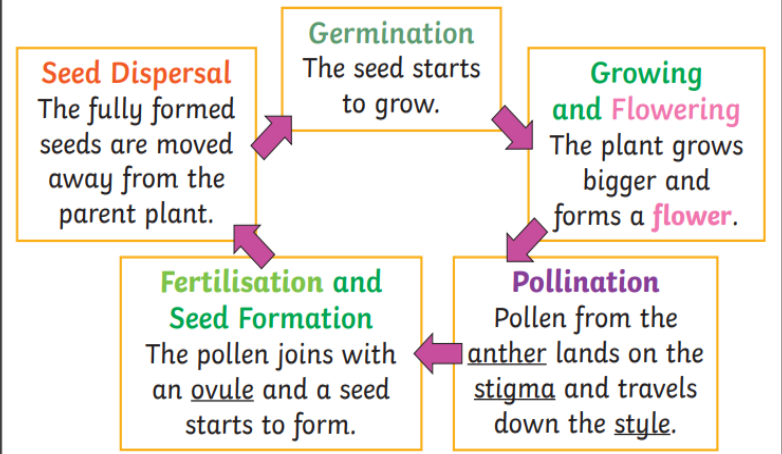 Germination
The seed starts
to grow.
Growing
and Flowering
The plant grows
bigger and
forms a flower.
Pollination
Pollen from the
anther lands on the
stigma and travels
down the style.
Fertilisation and
Seed Formation
The pollen joins with
an ovule and a seed
starts to form.
Seed Dispersal
The fully formed
seeds are moved
away from the
parent plant.